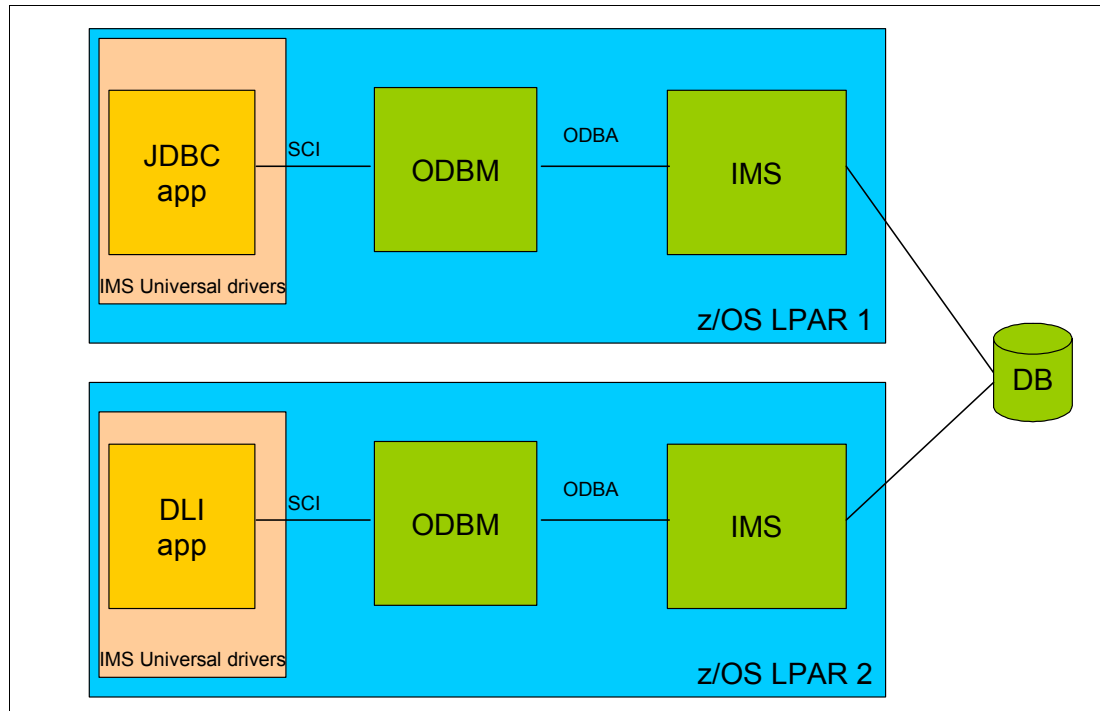 JDBC
app
SCI
ODBM
ODBA
IMS
IMS Universal drivers
z/OS LPAR 1
DB
DLI
app
SCI
ODBM
ODBA
IMS
IMS Universal drivers
z/OS LPAR 2